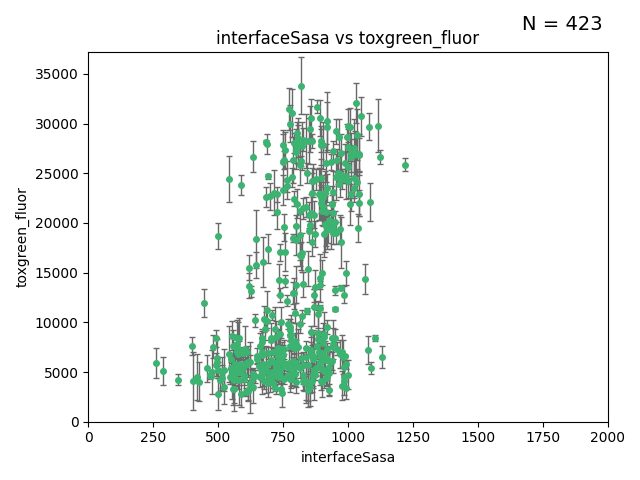 N = 423
interfaceSasa vs toxgreen_fluor
toxgreen_fluor
35000
30000
25000
20000
15000
10000
5000
0
0 250 500 750 1000 1250 1500 1750 2000
interfaceSasa